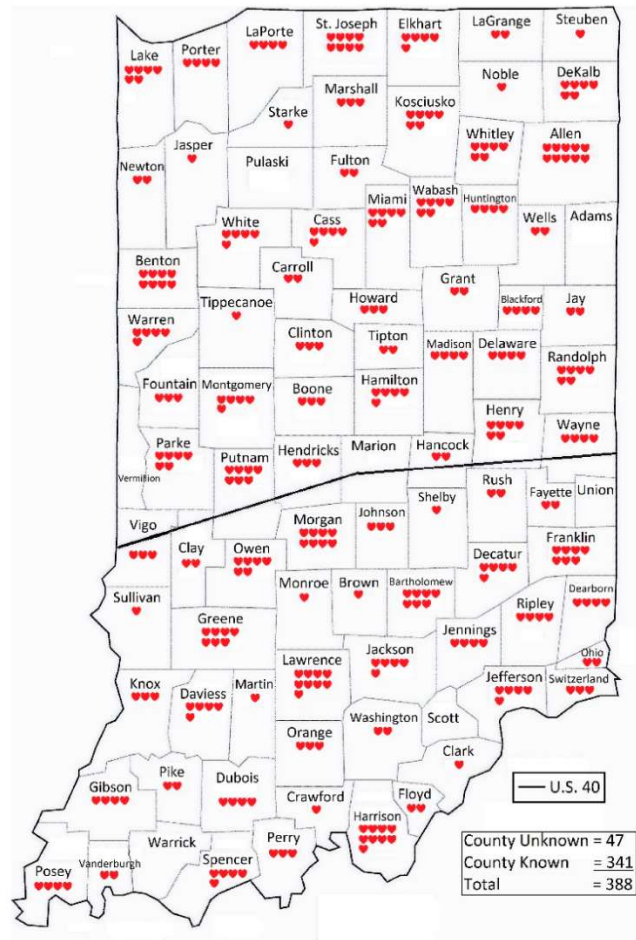 Lake
Porter
LaPorte
St. Joseph
Elkhart
LaGrange
Steuben
Noble
DeKalb
Starke
Marshall
Kosciusko
Whitley
Allen
Newton
Jasper
Pulaski
Fulton
Miami
Wabash
Huntington
Wells
Adams
White
Cass
Benton
Carroll
Grant
Tippecanoe
Howard
Blackford
Jay
Warren
Clinton
Tipton
Madison
Delaware
Randolph
Fountain
Montgomery
Boone
Hamilton
Henry
Wayne
Parke
Vermillion
Putnam
Hendricks
Marion
Hancock
Rush
Fayette
Union
Shelby
Vigo
Clay
Owen
Morgan
Johnson
Franklin
Decatur
Sullivan
Monroe
Brown
Bartholomew
Dearborn
Ripley
Greene
Jennings
Jackson
Ohio
Lawrence
Jefferson
Switzerland
Knox
Daviess
Martin
Washington
Scott
Orange
Clark
Pike
Dubois
Gibson
Crawford
Floyd
Harrison
U.S. 40
Warrick
Perry
Posey
Vanderburgh
Spencer
County Unknown = 47
County Known = 341
Total = 388